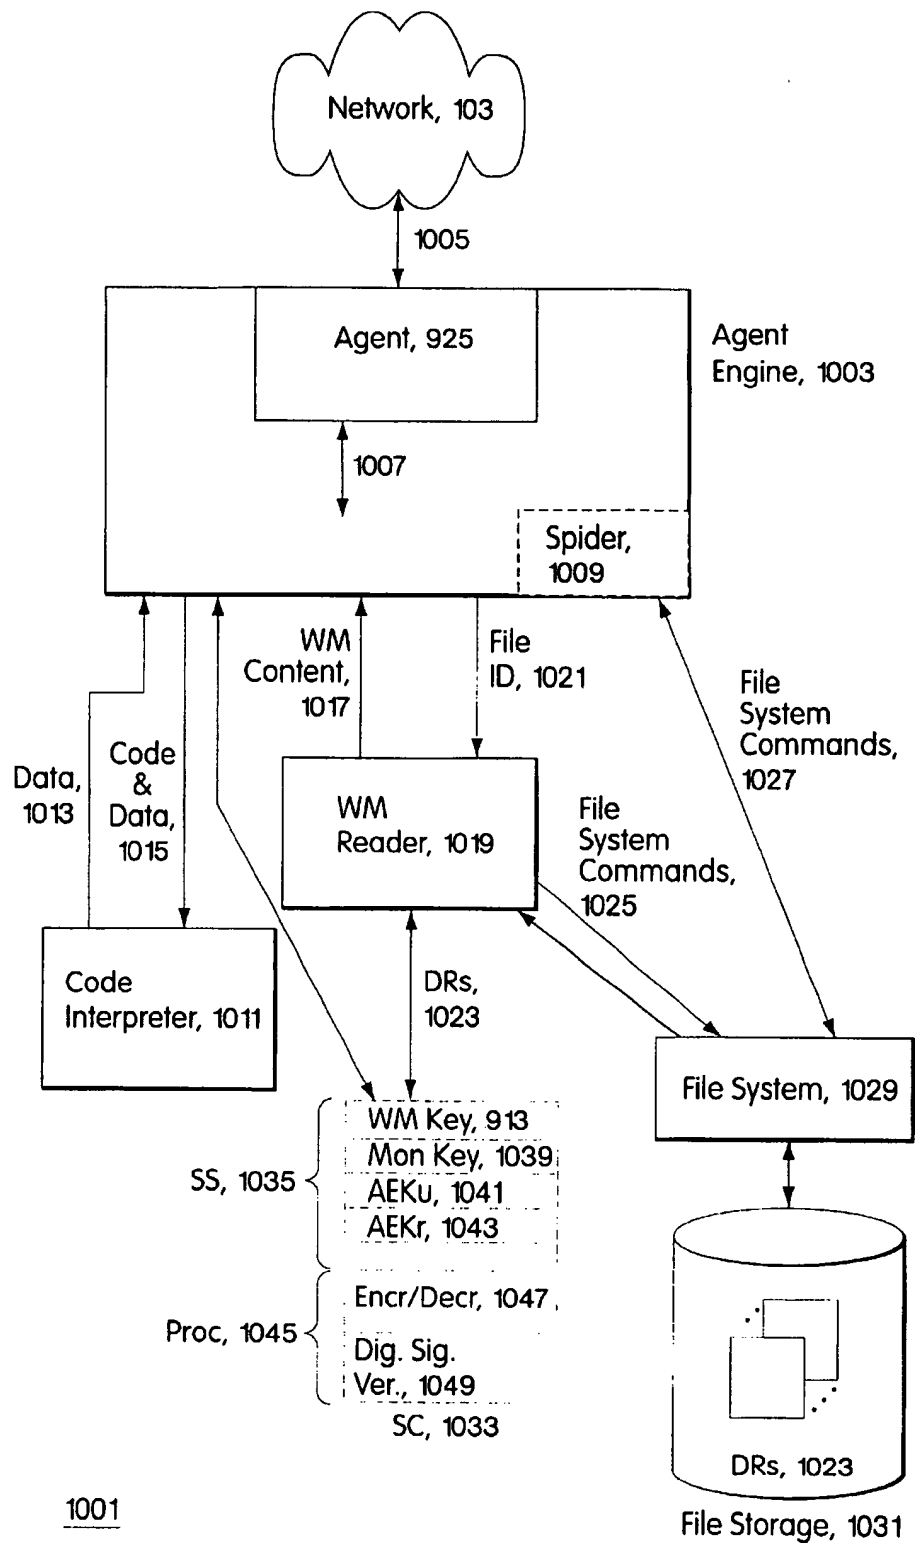 Network, 103
1005
Agent, 925
Agent
Engine, 1003
1007
Spider,
1009
WM
Content,
1017
File
ID, 1021
File
System
Commands,
1027
Data,
1013
Code
&
Data,
1015
WM
Reader, 1019
File
System
Commands,
1025
Code
Interpreter, 1011
DRs,
1023
File System, 1029
WM Key, 913
Mon Key, 1039
SS, 1035
AEKu, 1041
AEKr, 1043
Encr/Decr, 1047
Proc, 1045
Dig. Sig.
Ver., 1049
SC, 1033
DRs, 1023
1001
File Storage, 1031